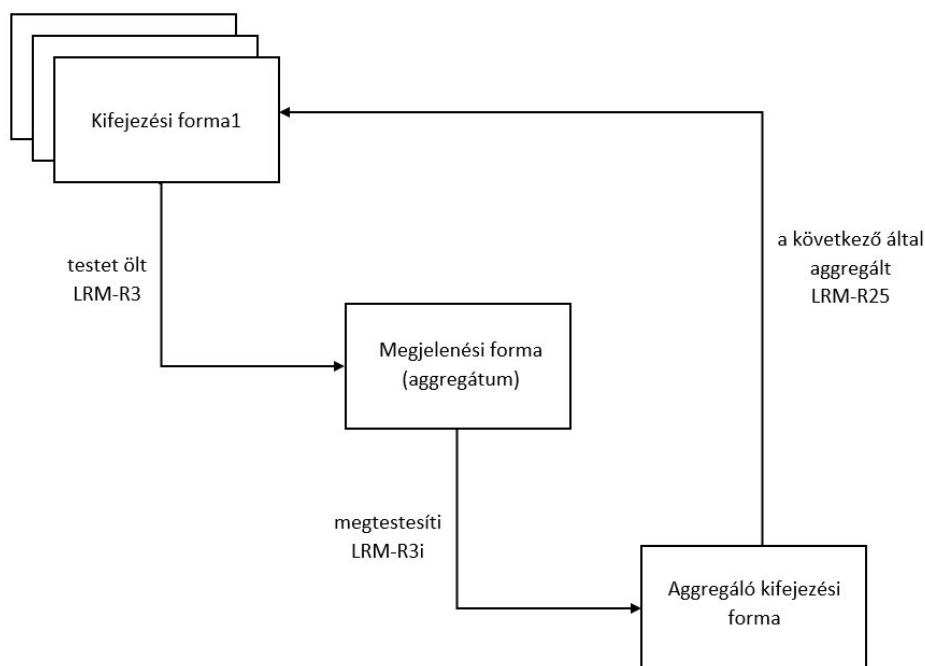 Kifejezési forma1
testet ölt
LRM-R3
a következő által
aggregált
LRM-R25
Megjelenési forma
(aggregátum)
megtestesíti
LRM-R3i
Aggregáló kifejezési
forma